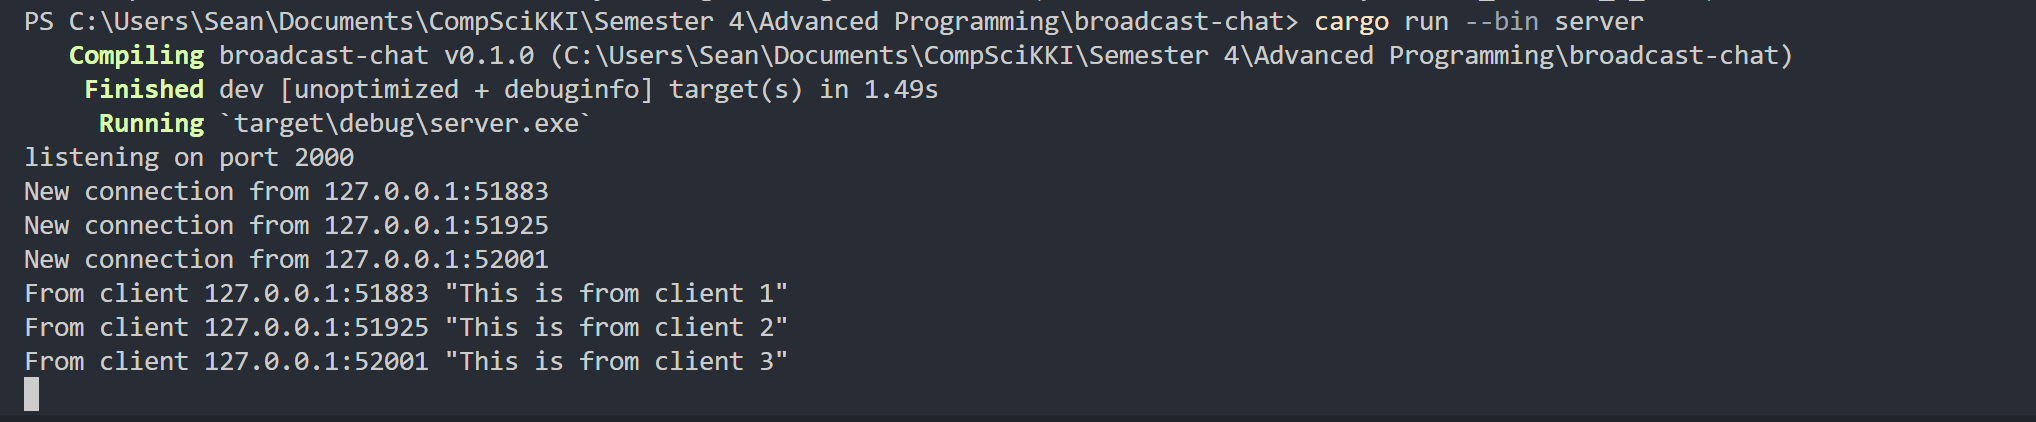 PS C:\Users\Sean\Documents\CompSciKKI\Semester 4\Advanced Programming\broadcast-chat> cargo run --bin server
Compiling broadcast-chat v0.1.0 (C:\Users\Sean\Documents\CompSciKKI\Semester 4\Advanced Programming\broadcast-chat)
Finished dev [unoptimized + debuginfo] target(s) in 1.49s
Running `target\debug\server.exe`
listening on port 2000
New connection from 127.0.0.1:51883
New connection from 127.0.0.1:51925
New connection from 127.0.0.1:52001
From client 127.0.0.1:51883 "This is from client 1"
From client 127.0.0.1:51925 "This is from client 2"
From client 127.0.0.1:52001 "This is from client 3"